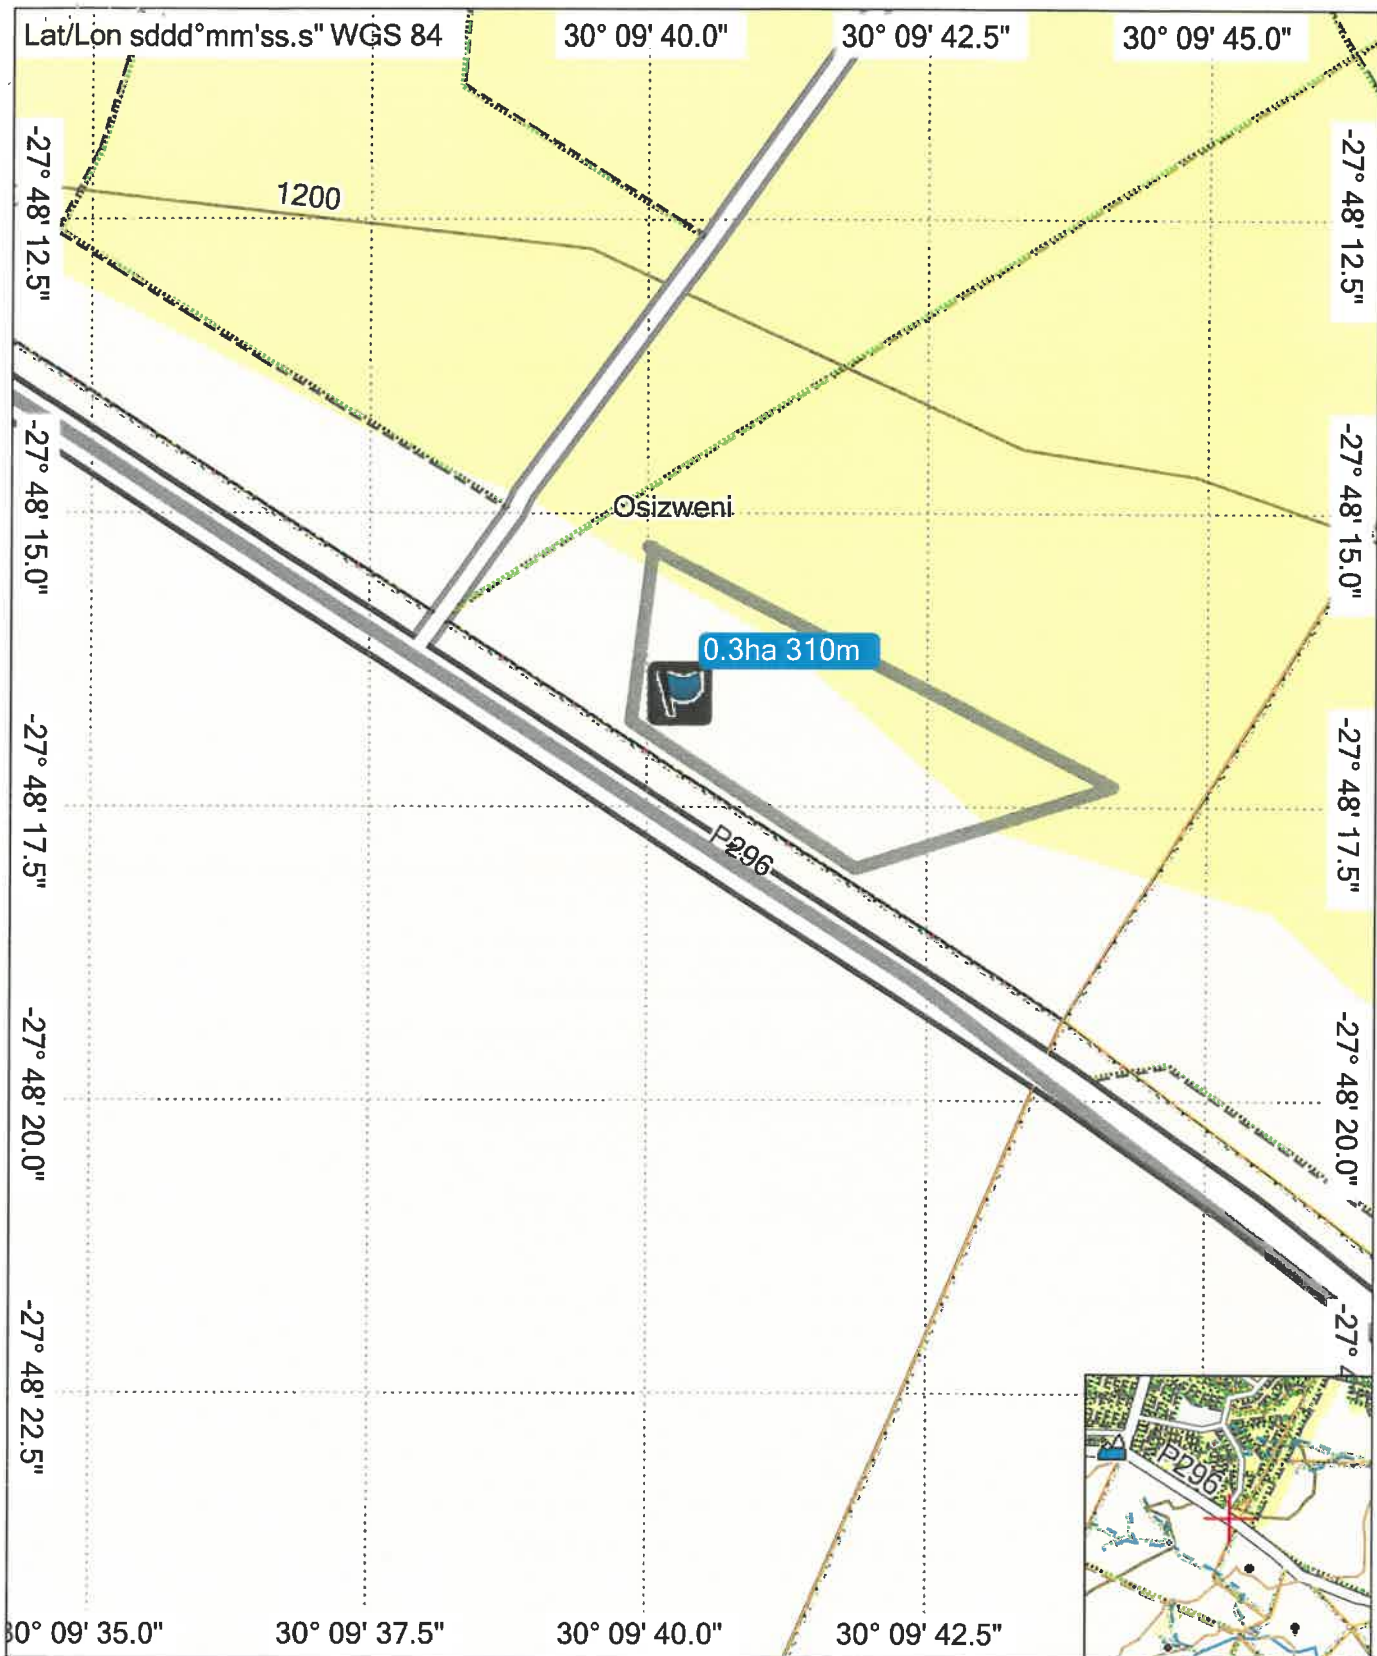 Lat/Lon sddd°mm'ss.s" WGS 84
30° 09' 40.0"
30° 09' 42.5"
30° 09' 45.0"
-27° 48' 12.5"
-27° 48' 12.5"
1200
-27° 48' 15.0"
-27° 48' 15.0"
Osizweni
0.3ha 310m
-27° 48' 17.5"
-27° 48' 17.5"
P296
-27° 48' 20.0"
-27° 48' 20.0"
-27° 48' 22.5"
-27° 4
P296
30° 09' 35.0"
30° 09' 37.5"
30° 09' 40.0"
30° 09' 42.5"